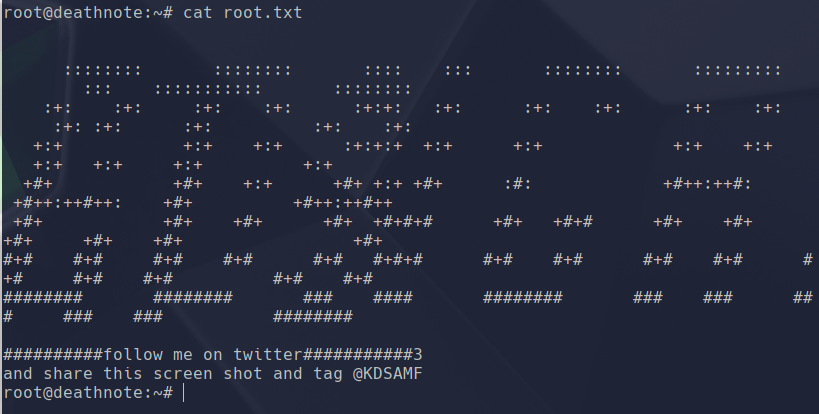 root@deathnote:~# cat root.txt


      ::::::::       ::::::::       ::::    :::       ::::::::       :::::::::
        :::    :::::::::::       ::::::::
    :+:    :+:     :+:    :+:      :+:+:   :+:      :+:    :+:      :+:    :+:
     :+: :+:      :+:          :+:    :+:
   +:+            +:+    +:+      :+:+:+  +:+      +:+             +:+    +:+
   +:+   +:+     +:+          +:+
  +#+            +#+    +:+      +#+ +:+ +#+      :#:             +#++:++#:
 +#++:++#++:    +#+          +#++:++#++
 +#+            +#+    +#+      +#+  +#+#+#      +#+   +#+#      +#+    +#+
+#+     +#+    +#+                 +#+
#+#    #+#     #+#    #+#      #+#   #+#+#      #+#    #+#      #+#    #+#      #
+#     #+#    #+#          #+#    #+#
########       ########       ###    ####       ########       ###    ###      ##
#     ###    ###           ########

##########follow me on twitter###########3
and share this screen shot and tag @KDSAMF
root@deathnote:~#